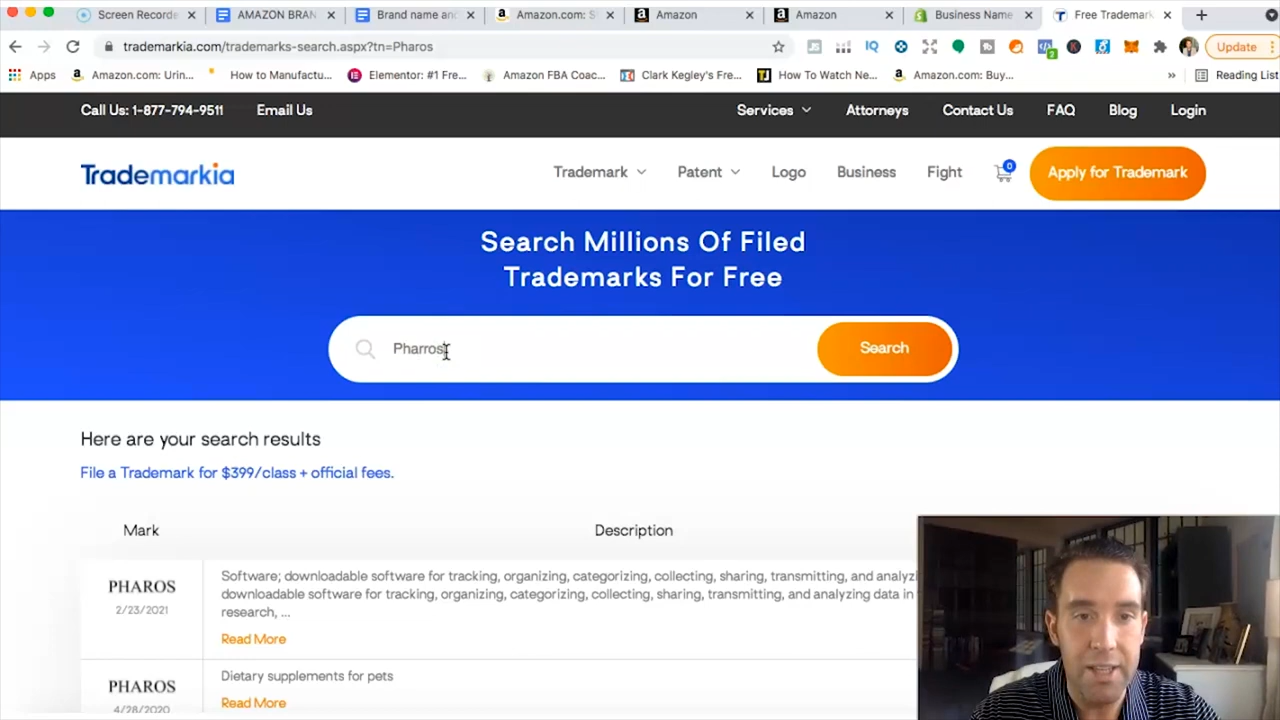 Screen Recorde
AMAZON BRAN
Brand name and
Amazon.com: S
Amazon
Amazon
Business Name
Free Trademark
trademarkia.com/trademarks-search.aspx?tn=Pharos
IQ
2
K
Update
Apps
Amazon.com: Urin...
How to Manufactu...
Elementor: #1 Fre...
Amazon FBA Coac...
Clark Kegley's Fre...
How To Watch Ne...
Amazon.com: Buy...
»
Reading List
Call Us: 1-877-794-9511
Email Us
Services
Attorneys
Contact Us
FAQ
Blog
Login
Trademarkia
Trademark
Patent
Logo
Business
Fight
0
Apply for Trademark
Search Millions Of Filed
Trademarks For Free
Pharros
Search
Here are your search results
File a Trademark for $399/class + official fees.
Mark
Description
PHAROS
2/23/2021
Software; downloadable software for tracking, organizing, categorizing, collecting, sharing, transmitting, and analyzi
downloadable software for tracking, organizing, categorizing, collecting, sharing, transmitting, and analyzing data in
research, ...
Read More
PHAROS
4/28/2020
Dietary supplements for pets
Read More